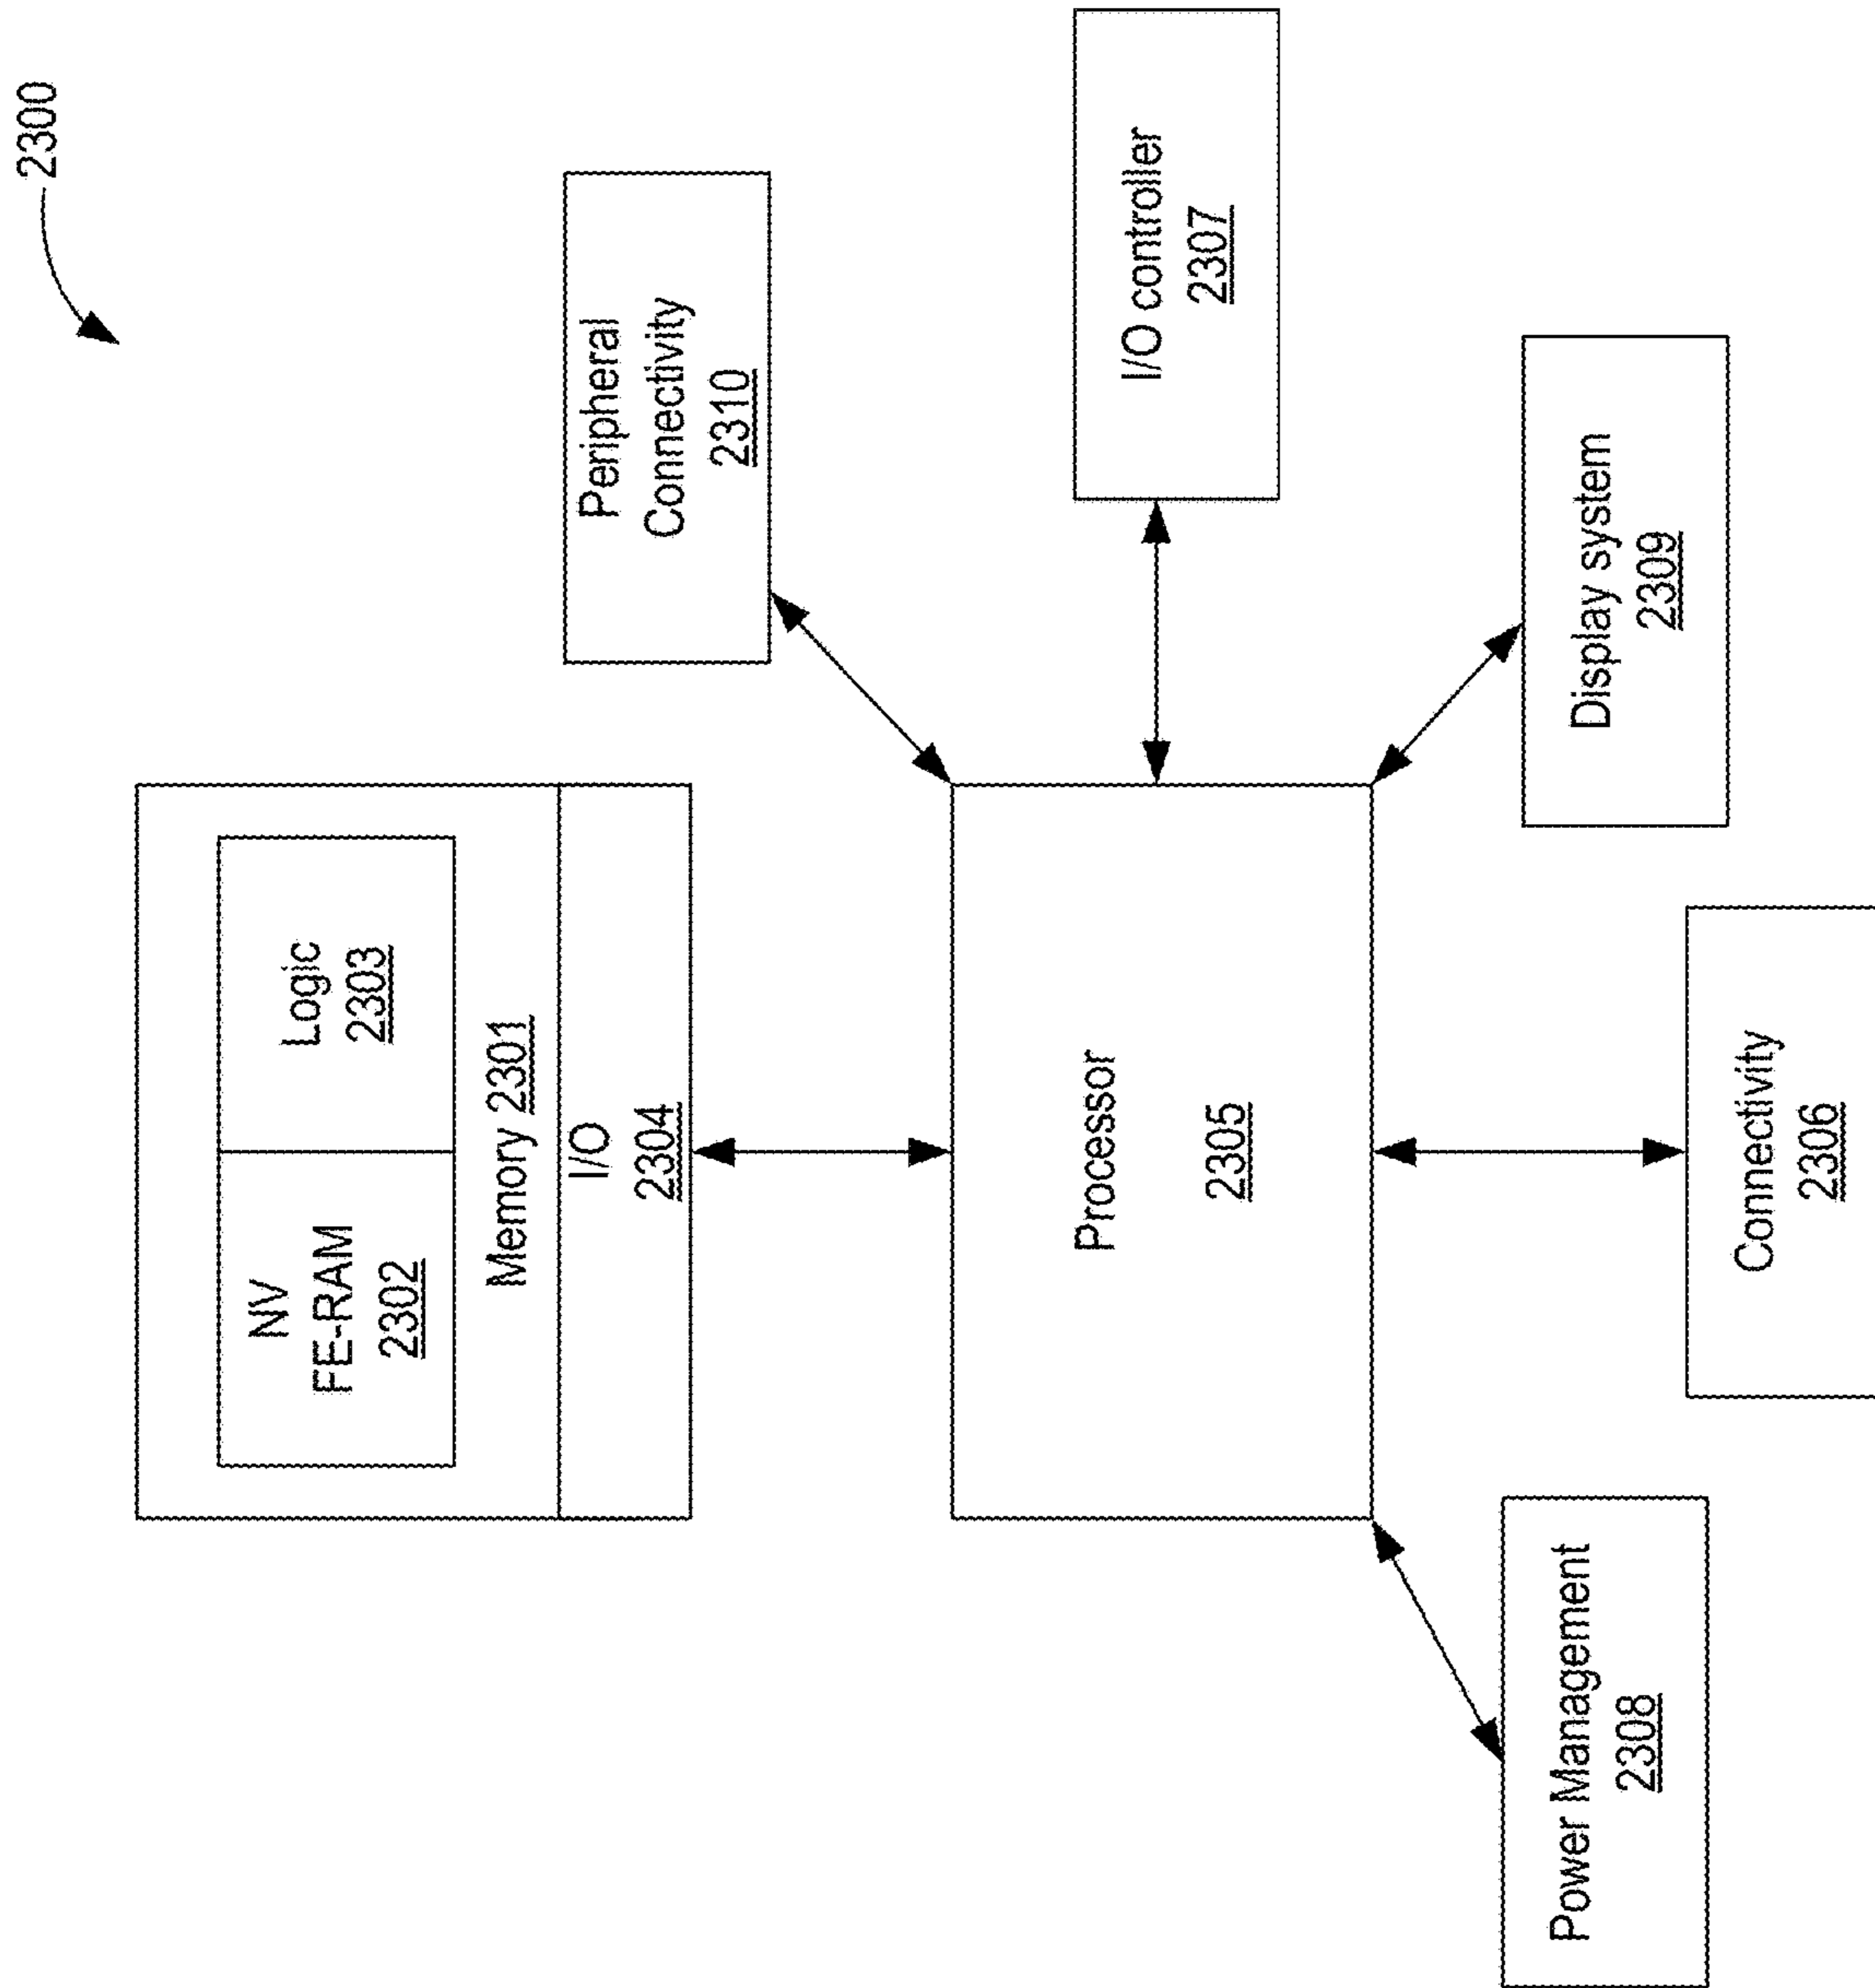 2300
NV
FE-RAM
2302
Logic
2303
Memory 2301
I/O
2304
Peripheral
Connectivity
2310
Processor
2305
I/O controller
2307
Power Management
2308
Connectivity
2306
Display system
2309